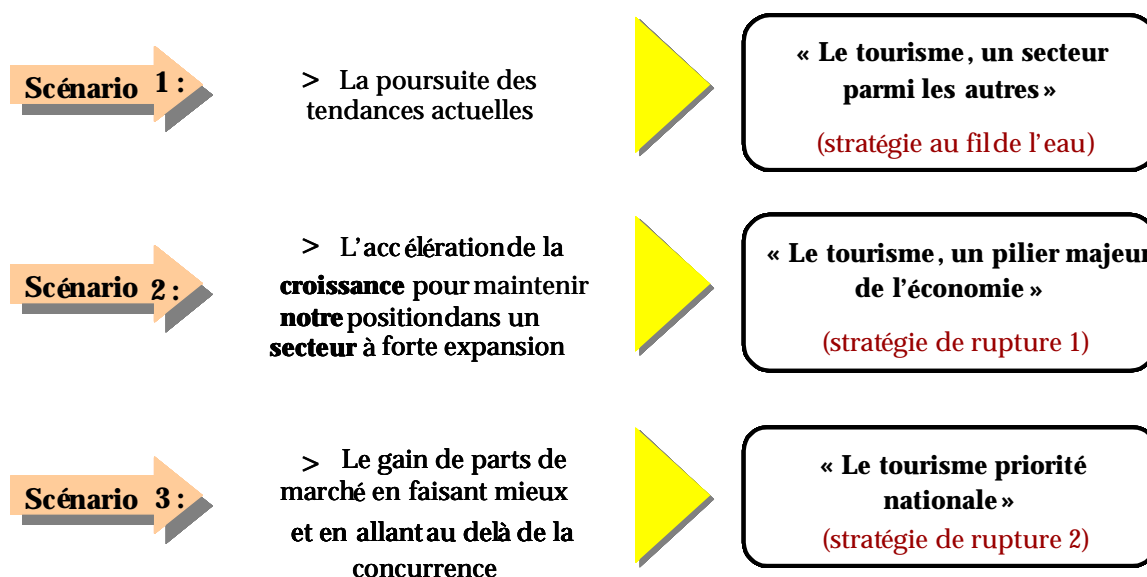 Scénario 1 :
> La poursuite des
tendances actuelles
« Le tourisme, un secteur
parmi les autres »
(stratégie au fil de l'eau)
Scénario 2 :
> L'accélération de la
croissance pour maintenir
notre position dans un
secteur à forte expansion
« Le tourisme, un pilier majeur
de l'économie »
(stratégie de rupture 1)
Scénario 3 :
> Le gain de parts de
marché en faisant mieux
et en allant au delà de la
concurrence
« Le tourisme priorité
nationale »
(stratégie de rupture 2)